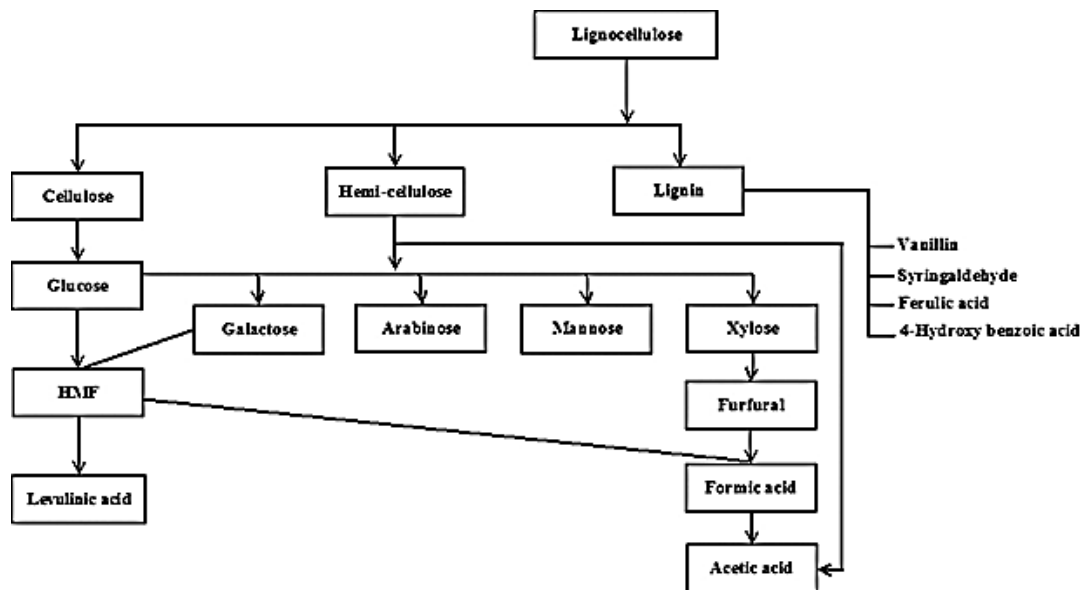 Lignocellulose
Cellulose
Hemi-cellulose
Lignin
Vanillin
Syringaldehyde
Ferulic acid
4-Hydroxy benzoic acid
Glucose
Galactose
Arabinose
Mannose
Xylose
HMF
Furfural
Levulinic acid
Formic acid
Acetic acid